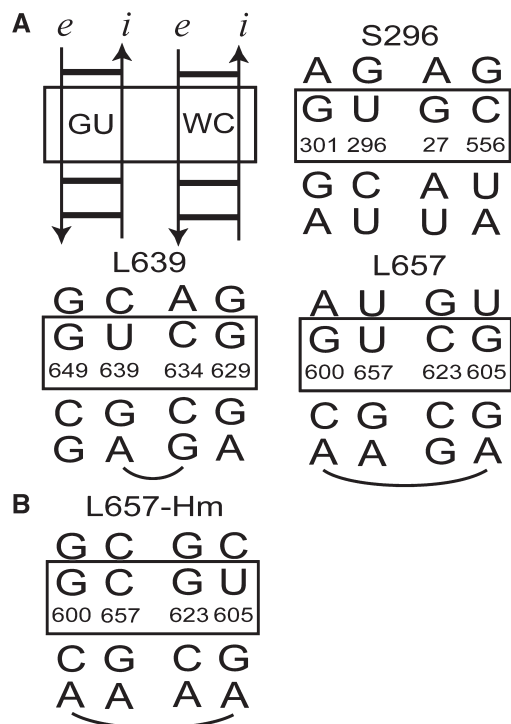 A
e i e i
GU WC
S296
A G A G
G U G C
301 296 27 556
G C A U
A U U A
L639
G C A G
G U C G
649 639 634 629
C G C G
G A G A
L657
A U G U
G U C G
600 657 623 605
C G C G
A A G A
B
L657-Hm
G C G C
G C G U
600 657 623 605
C G C G
A A A A